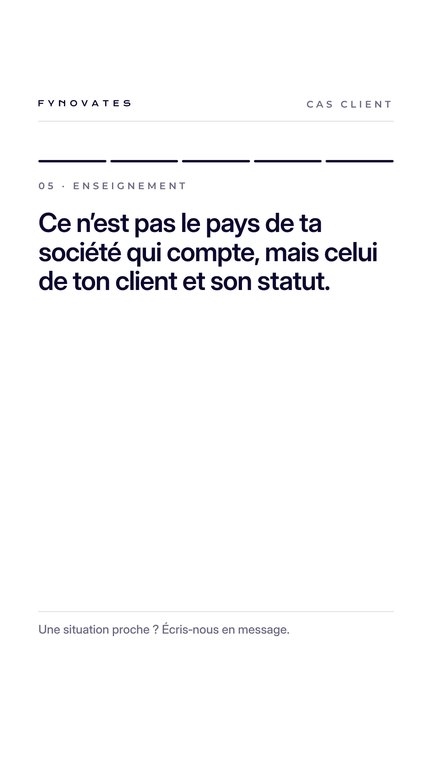 FYNOVATES
CAS CLIENT
05 · ENSEIGNEMENT
Ce n’est pas le pays de ta
société qui compte, mais celui
de ton client et son statut.
Une situation proche ? Écris-nous en message.